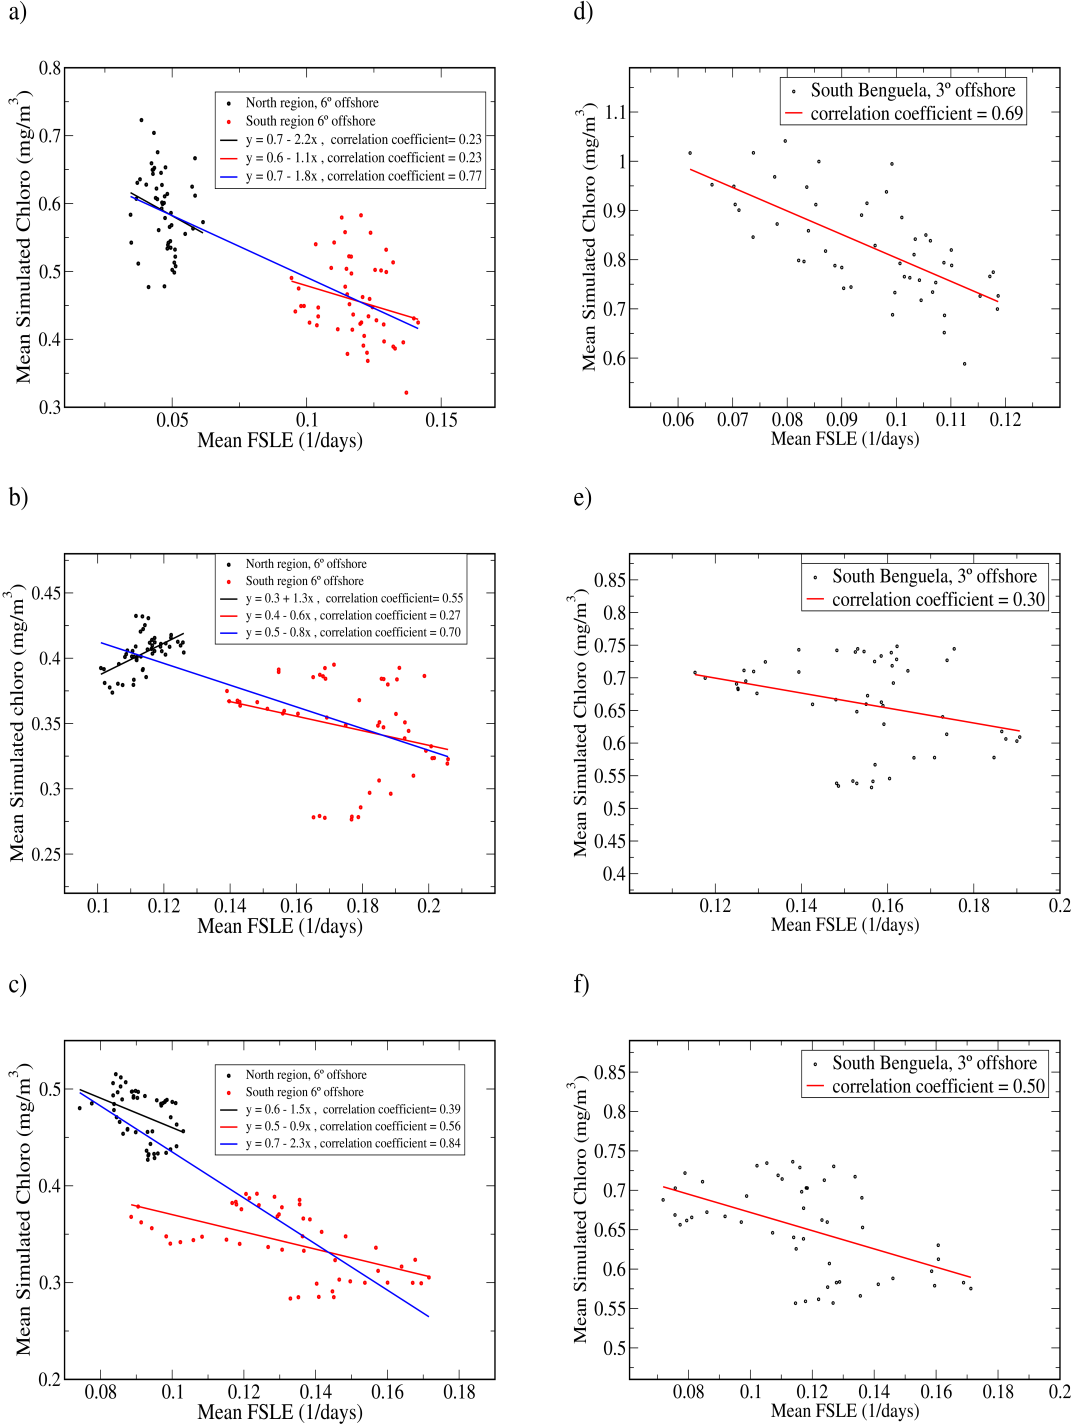 a)
0.8
0.7
0.6
0.5
0.4
0.3
0.05
0.1
0.15
Mean Simulated Chloro (mg/m³)
Mean FSLE (1/days)
North region, 6º offshore
South region 6º offshore
y = 0.7 - 2.2x , correlation coefficient= 0.23
y = 0.6 - 1.1x , correlation coefficient = 0.23
y = 0.7 - 1.8x , correlation coefficient = 0.77
d)
1.1
1
0.9
0.8
0.7
0.6
0.06
0.07
0.08
0.09
0.1
0.11
0.12
Mean Simulated Chloro (mg/m³)
Mean FSLE (1/days)
South Benguela, 3º offshore
correlation coefficient = 0.69
b)
0.45
0.4
0.35
0.3
0.25
0.1
0.12
0.14
0.16
0.18
0.2
Mean Simulated chloro (mg/m³)
Mean FSLE (1/days)
North region, 6º offshore
South region 6º offshore
y = 0.3 + 1.3x , correlation coefficient= 0.55
y = 0.4 - 0.6x , correlation coefficient = 0.27
y = 0.5 - 0.8x , correlation coefficient = 0.70
e)
0.85
0.8
0.75
0.7
0.65
0.6
0.55
0.5
0.45
0.4
0.12
0.14
0.16
0.18
0.2
Mean Simulated Chloro (mg/m³)
Mean FSLE (1/days)
South Benguela, 3º offshore
correlation coefficient = 0.30
c)
0.5
0.4
0.3
0.2
0.08
0.1
0.12
0.14
0.16
0.18
Mean Simulated Chloro (mg/m³)
Mean FSLE (1/days)
North region, 6º offshore
South region 6º offshore
y = 0.6 - 1.5x , correlation coefficient= 0.39
y = 0.5 - 0.9x , correlation coefficient = 0.56
y = 0.7 - 2.3x , correlation coefficient = 0.84
f)
0.85
0.8
0.75
0.7
0.65
0.6
0.55
0.5
0.08
0.1
0.12
0.14
0.16
0.18
0.2
Mean Simulated Chloro (mg/m³)
Mean FSLE (1/days)
South Benguela, 3º offshore
correlation coefficient = 0.50